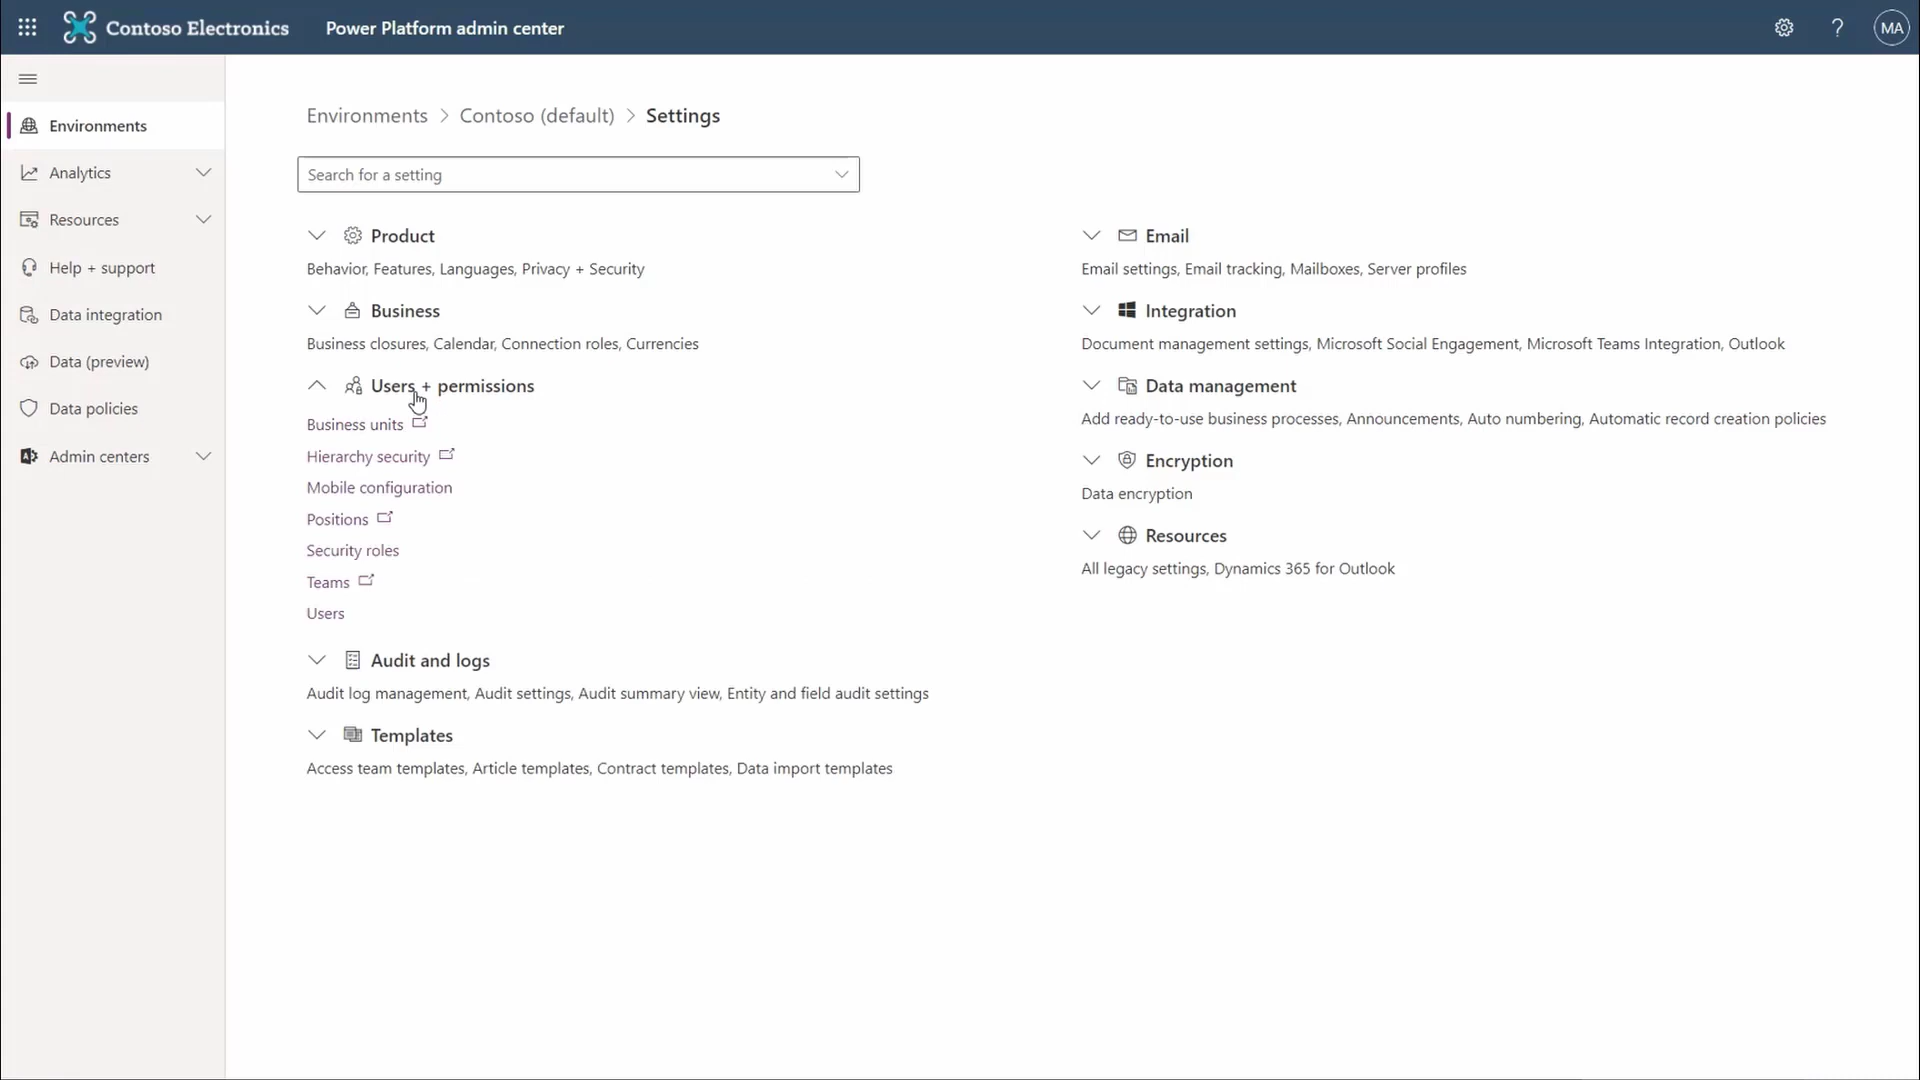 Contoso Electronics
Power Platform admin center
?
MA
Environments
Analytics
Resources
Help + support
Data integration
Data (preview)
Data policies
Admin centers
Environments > Contoso (default) > Settings
Search for a setting
Product
Behavior, Features, Languages, Privacy + Security
Business
Business closures, Calendar, Connection roles, Currencies
Users + permissions
Business units
Hierarchy security
Mobile configuration
Positions
Security roles
Teams
Users
Audit and logs
Audit log management, Audit settings, Audit summary view, Entity and field audit settings
Templates
Access team templates, Article templates, Contract templates, Data import templates
Email
Email settings, Email tracking, Mailboxes, Server profiles
Integration
Document management settings, Microsoft Social Engagement, Microsoft Teams Integration, Outlook
Data management
Add ready-to-use business processes, Announcements, Auto numbering, Automatic record creation policies
Encryption
Data encryption
Resources
All legacy settings, Dynamics 365 for Outlook